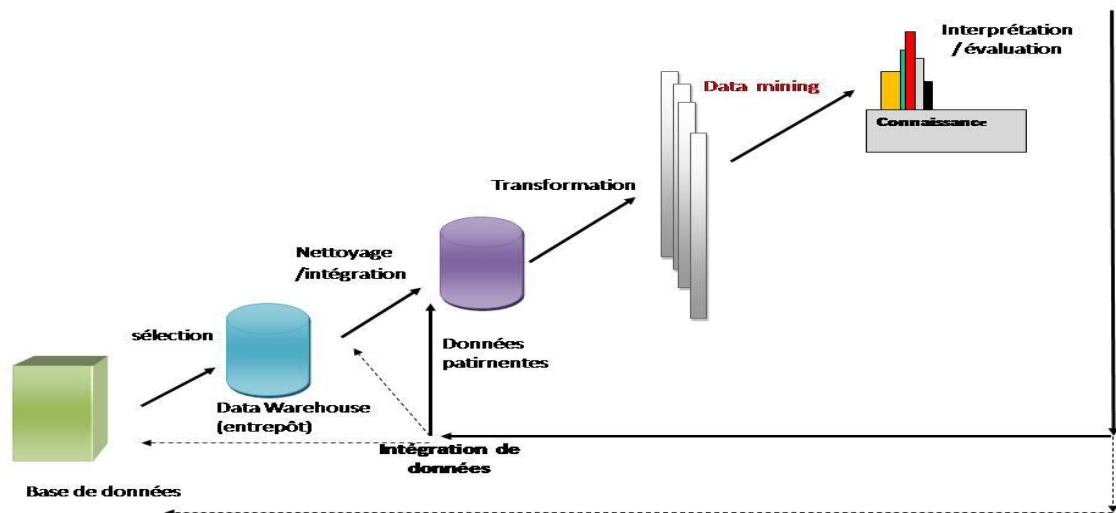 Interprétation
/évaluation
Data mining
Connaissance
Transformation
Nettoyage
/intégration
sélection
Données
patirnentes
Data Warehouse
(entrepôt)
Intégration de
données
Base de données